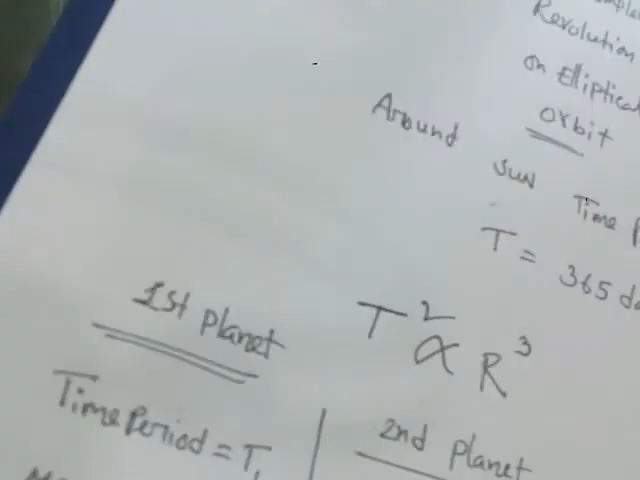 Revolution
on Elliptical
orbit
Around sun Time
T = 365
T² ∝ R³
1st planet
Time Period = T₁
2nd planet